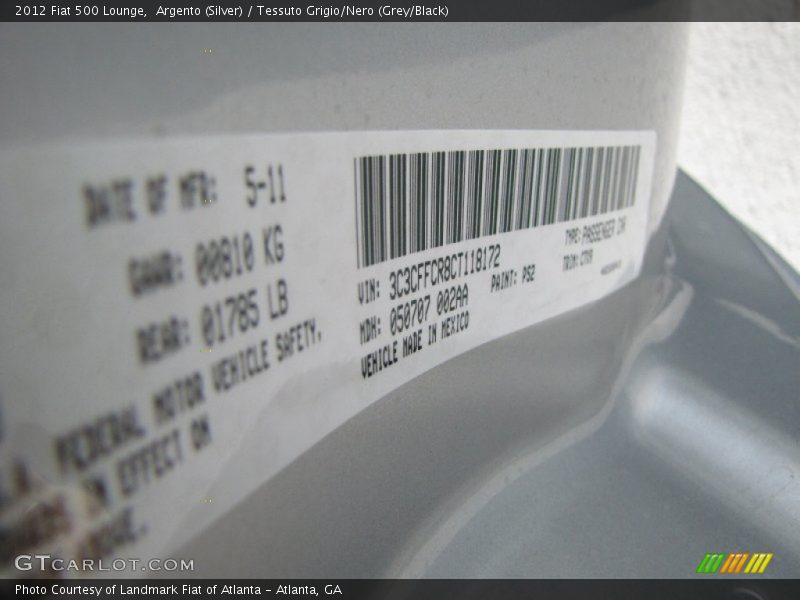 2012 Fiat 500 Lounge, Argento (Silver) / Tessuto Grigio/Nero (Grey/Black)
DATE OF MFR: 5-11
GAWR: 00810 KG
REAR: 01785 LB
FEDERAL MOTOR VEHICLE SAFETY,
IN EFFECT ON
VIN: 3C3CFFCR8CT118172
TYPE: PASSENGER CAR
MDH: 050707 002AA
PAINT: PS2
TRIM:
VEHICLE MADE IN MEXICO
GTCARLOT.COM
Photo Courtesy of Landmark Fiat of Atlanta - Atlanta, GA